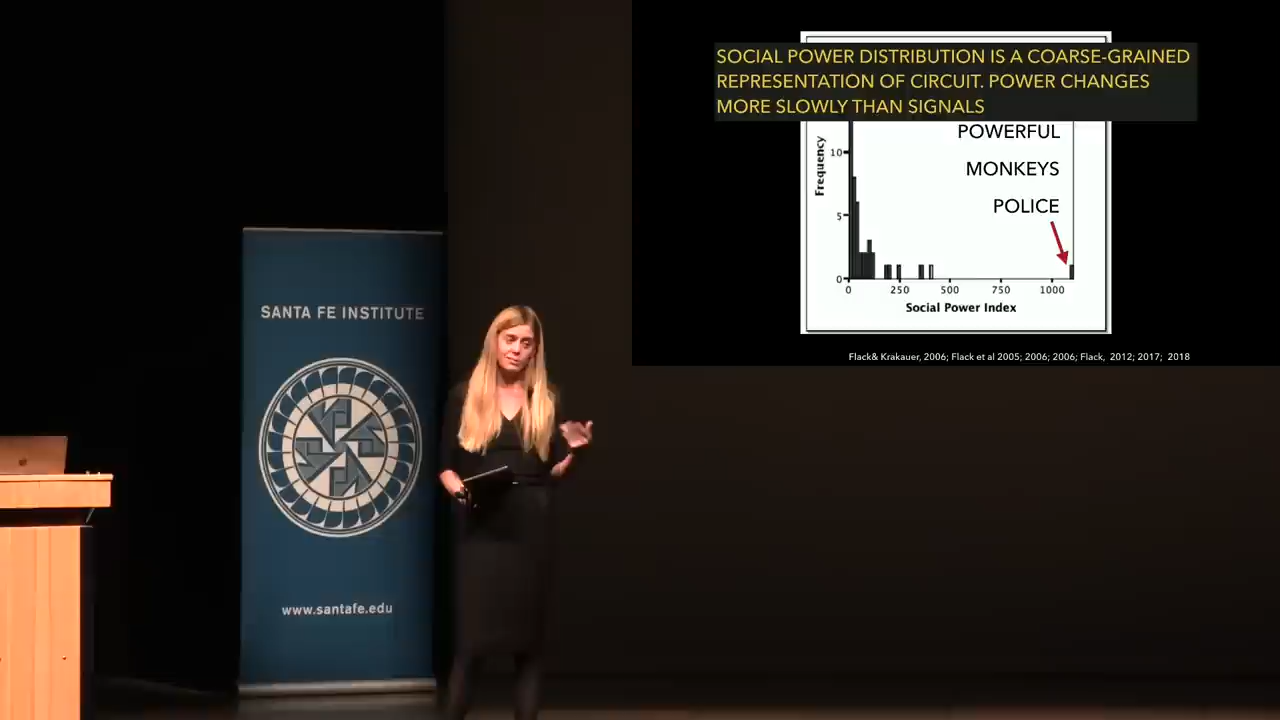 SOCIAL POWER DISTRIBUTION IS A COARSE-GRAINED
REPRESENTATION OF CIRCUIT. POWER CHANGES
MORE SLOWLY THAN SIGNALS
POWERFUL
MONKEYS
POLICE
Frequency
10
5
0
0 250 500 750 1000
Social Power Index
Flack& Krakauer, 2006; Flack et al 2005; 2006; 2006; Flack, 2012; 2017; 2018
SANTA FE INSTITUTE
www.santafe.edu